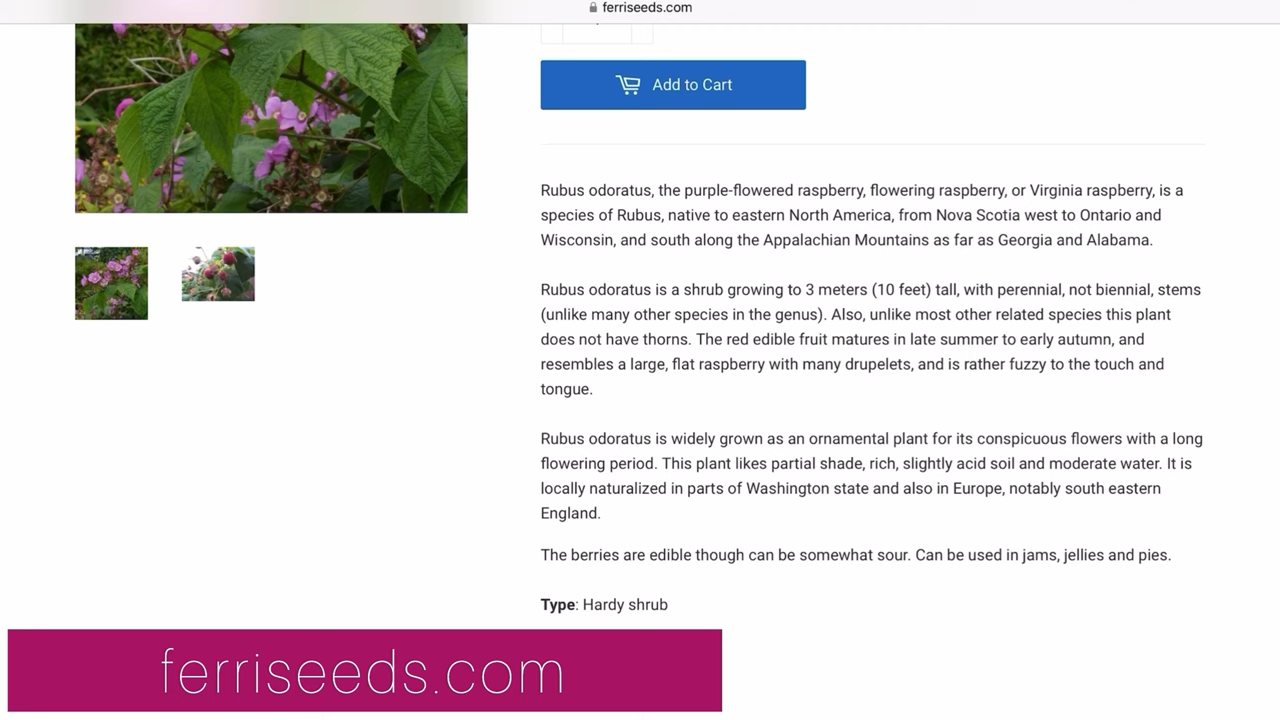 ferriseeds.com
Add to Cart
Rubus odoratus, the purple-flowered raspberry, flowering raspberry, or Virginia raspberry, is a
species of Rubus, native to eastern North America, from Nova Scotia west to Ontario and
Wisconsin, and south along the Appalachian Mountains as far as Georgia and Alabama.
Rubus odoratus is a shrub growing to 3 meters (10 feet) tall, with perennial, not biennial, stems
(unlike many other species in the genus). Also, unlike most other related species this plant
does not have thorns. The red edible fruit matures in late summer to early autumn, and
resembles a large, flat raspberry with many drupelets, and is rather fuzzy to the touch and
tongue.
Rubus odoratus is widely grown as an ornamental plant for its conspicuous flowers with a long
flowering period. This plant likes partial shade, rich, slightly acid soil and moderate water. It is
locally naturalized in parts of Washington state and also in Europe, notably south eastern
England.
The berries are edible though can be somewhat sour. Can be used in jams, jellies and pies.
Type: Hardy shrub
ferriseeds.com